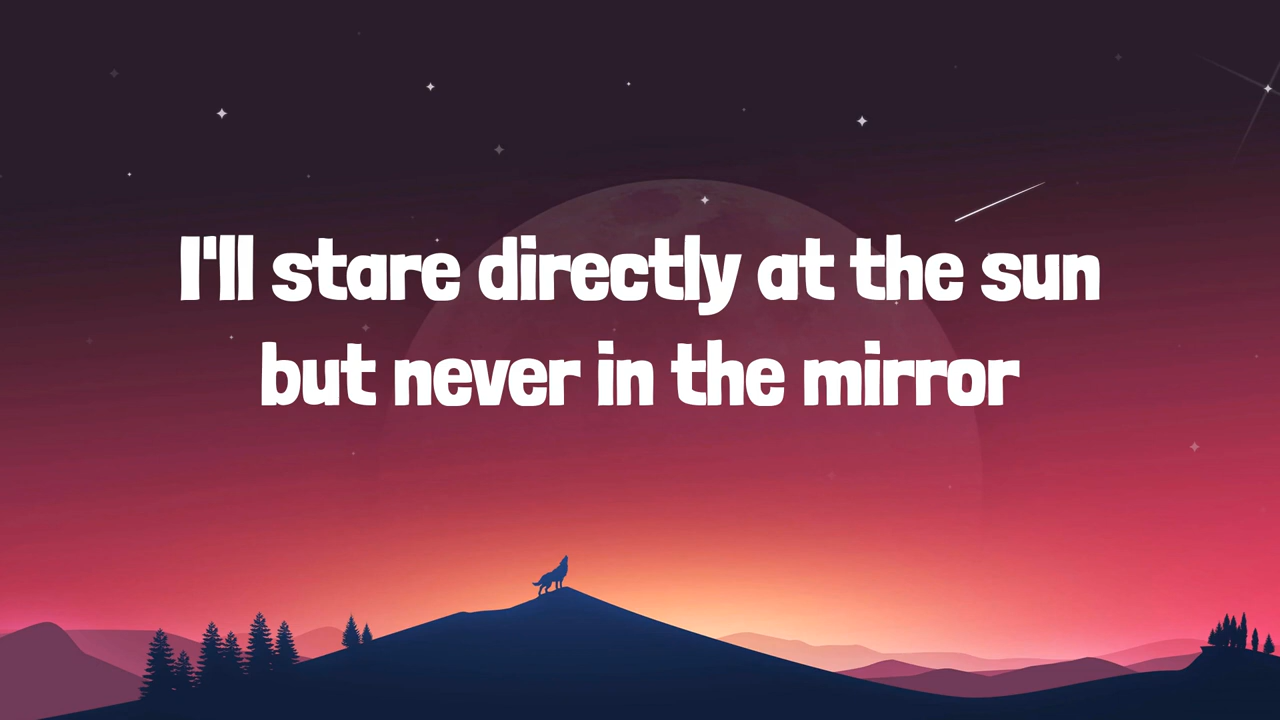 I'll stare directly at the sun
but never in the mirror